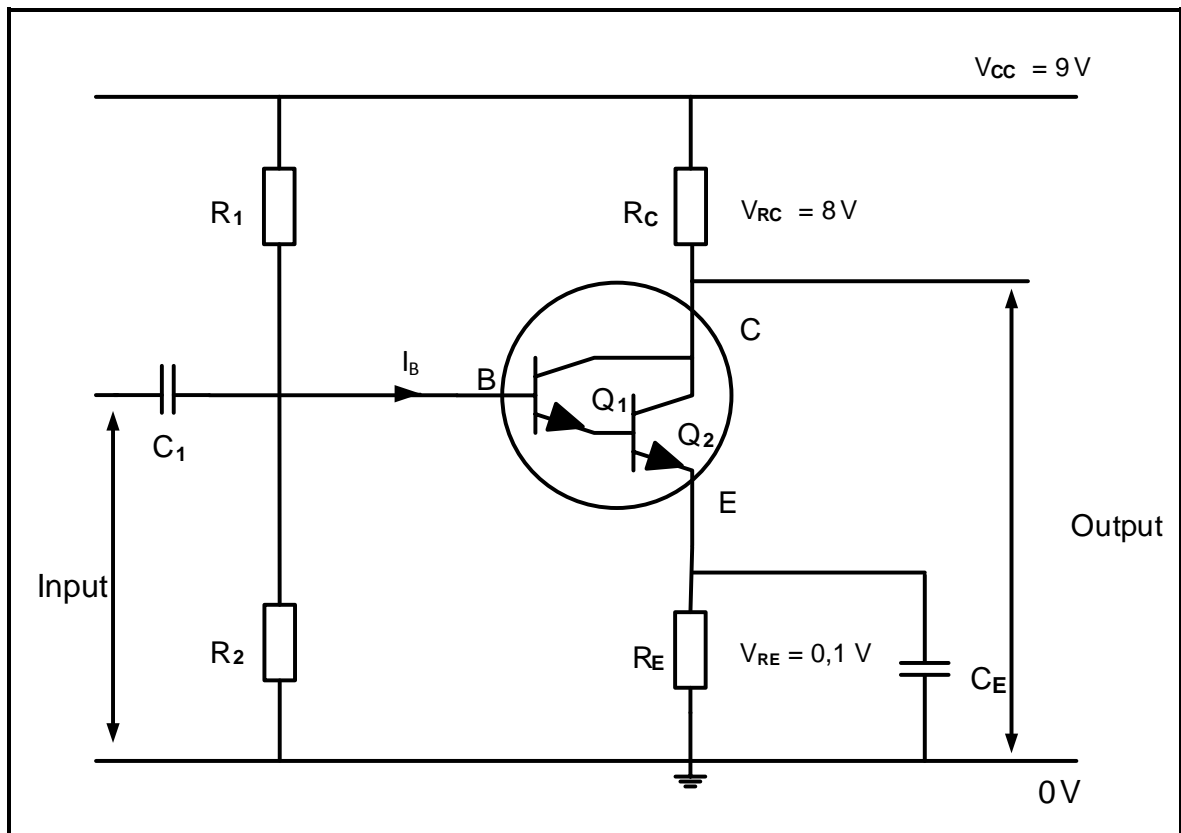 VCC = 9 V
R1
RC
VRC = 8 V
C
IB
B
Q1
C1
Q2
E
Output
Input
R2
RE
VRE = 0,1 V
CE
0 V